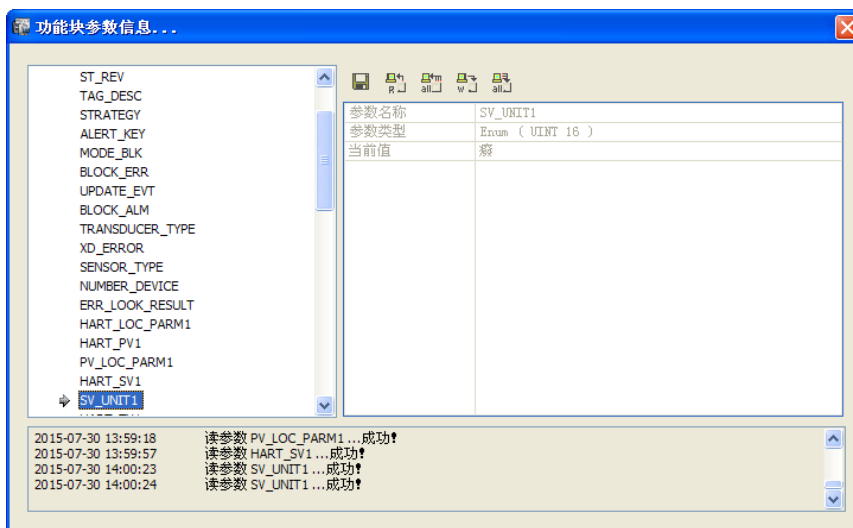 功能块参数信息...
ST_REV
TAG_DESC
STRATEGY
ALERT_KEY
MODE_BLK
BLOCK_ERR
UPDATE_EVT
BLOCK_ALM
TRANSDUCER_TYPE
XD_ERROR
SENSOR_TYPE
NUMBER_DEVICE
ERR_LOOK_RESULT
HART_LOC_PARM1
HART_PV1
PV_LOC_PARM1
HART_SV1
SV_UNIT1
R all W all
参数名称 SV_UNIT1
参数类型 Enum ( UINT 16 )
当前值
2015-07-30 13:59:18 读参数 PV_LOC_PARM1 ...成功!
2015-07-30 13:59:57 读参数 HART_SV1 ...成功!
2015-07-30 14:00:23 读参数 SV_UNIT1 ...成功!
2015-07-30 14:00:24 读参数 SV_UNIT1 ...成功!